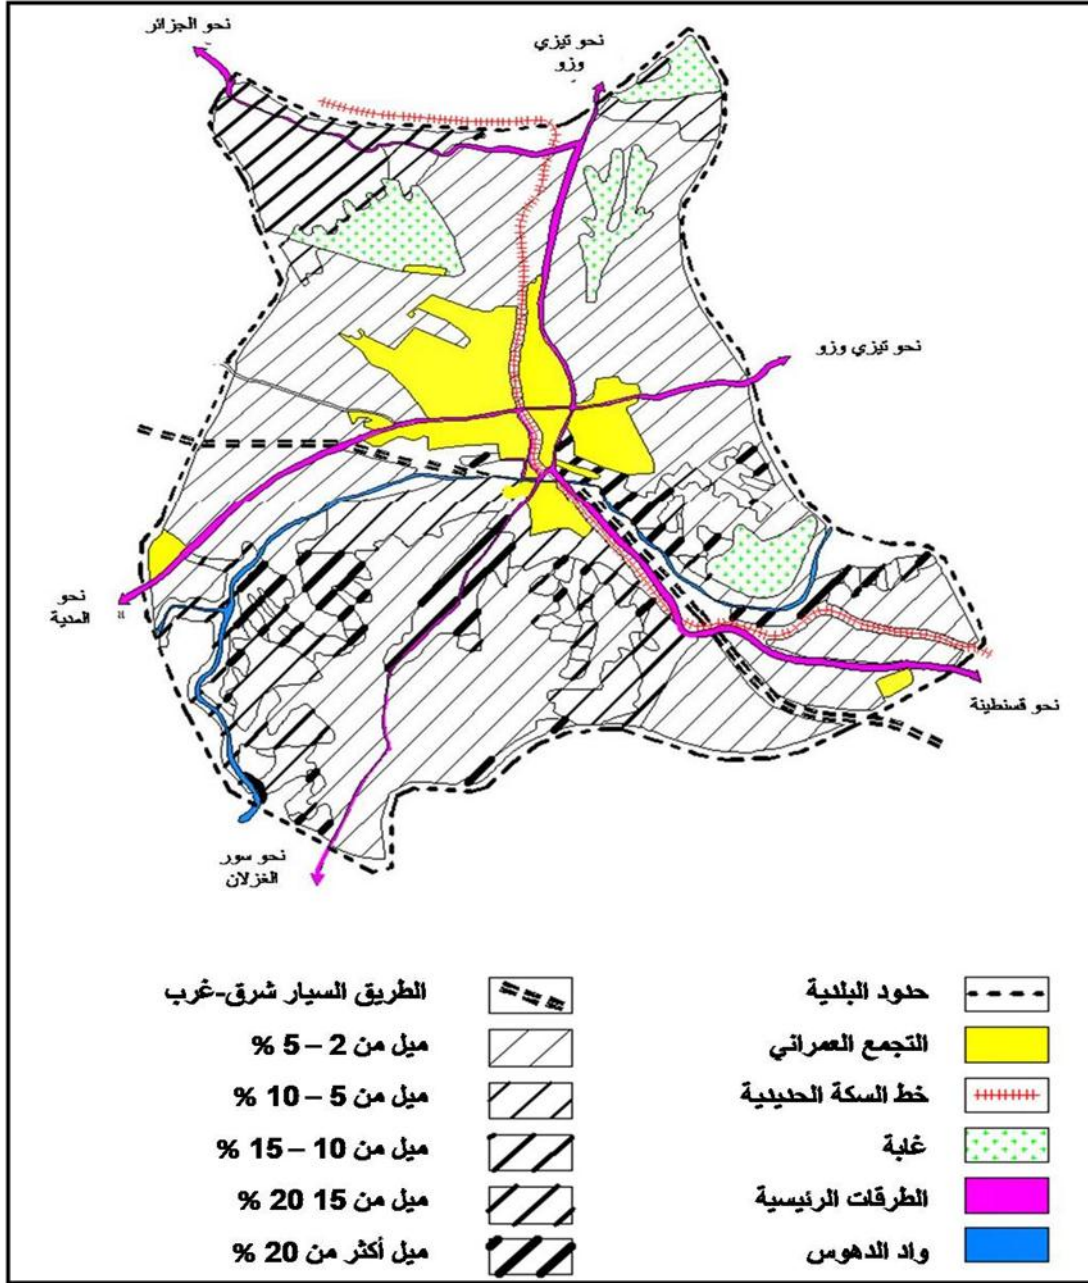 نحو الجزائر
نحو تيزي
وزو
نحو تيزي وزو
نحو
المدية
نحو قسنطينة
نحو سور
الغزلان
حدود البلدية
التجمع العمراني
خط السكة الحديدية
غابة
الطرقات الرئيسية
واد الدهوس
الطريق السيار شرق-غرب
ميل من 2 – 5 %
ميل من 5 – 10 %
ميل من 10 – 15 %
ميل من 15 20 %
ميل أكثر من 20 %